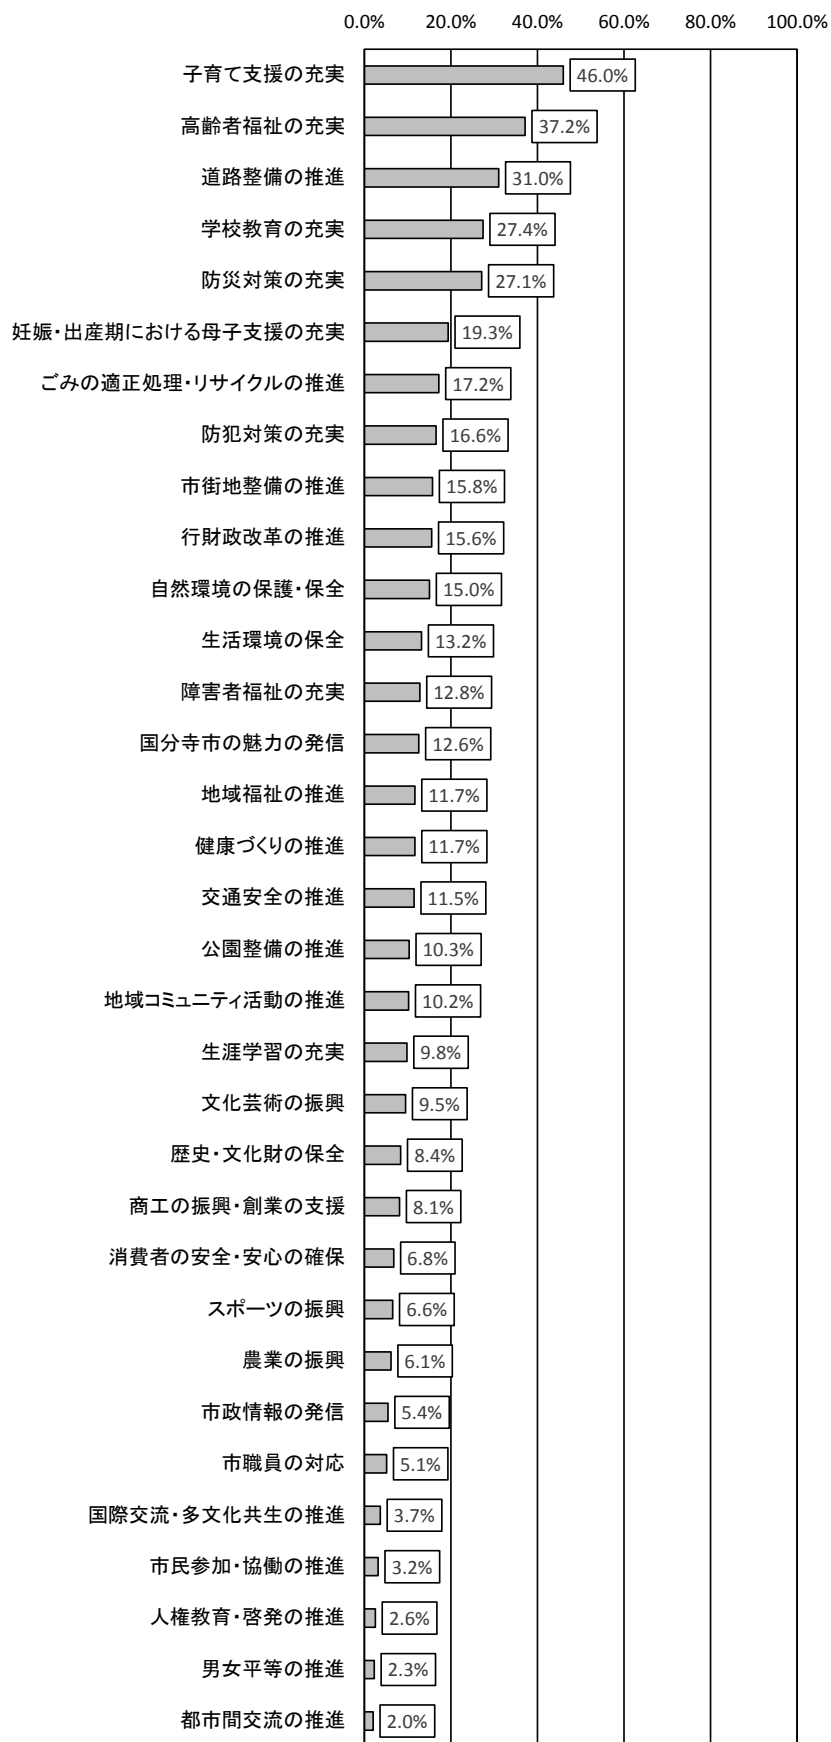 0.0% 20.0% 40.0% 60.0% 80.0% 100.0%
子育て支援の充実 46.0%
高齢者福祉の充実 37.2%
道路整備の推進 31.0%
学校教育の充実 27.4%
防災対策の充実 27.1%
妊娠・出産期における母子支援の充実 19.3%
ごみの適正処理・リサイクルの推進 17.2%
防犯対策の充実 16.6%
市街地整備の推進 15.8%
行財政改革の推進 15.6%
自然環境の保護・保全 15.0%
生活環境の保全 13.2%
障害者福祉の充実 12.8%
国分寺市の魅力の発信 12.6%
地域福祉の推進 11.7%
健康づくりの推進 11.7%
交通安全の推進 11.5%
公園整備の推進 10.3%
地域コミュニティ活動の推進 10.2%
生涯学習の充実 9.8%
文化芸術の振興 9.5%
歴史・文化財の保全 8.4%
商工の振興・創業の支援 8.1%
消費者の安全・安心の確保 6.8%
スポーツの振興 6.6%
農業の振興 6.1%
市政情報の発信 5.4%
市職員の対応 5.1%
国際交流・多文化共生の推進 3.7%
市民参加・協働の推進 3.2%
人権教育・啓発の推進 2.6%
男女平等の推進 2.3%
都市間交流の推進 2.0%